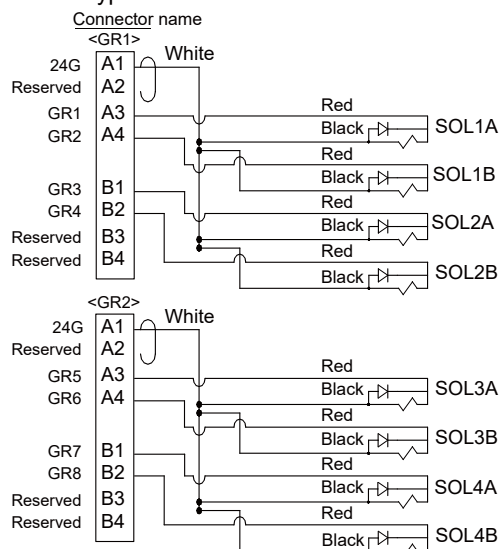 Connector name
<GR1>
White
24G A1
Reserved A2
GR1 A3 Red
GR2 A4 Black SOL1A
Red
Black SOL1B
GR3 B1 Red
GR4 B2 Black SOL2A
Reserved B3 Red
Reserved B4 Black SOL2B
<GR2>
White
24G A1
Reserved A2
GR5 A3 Red
GR6 A4 Black SOL3A
Red
Black SOL3B
GR7 B1 Red
GR8 B2 Black SOL4A
Reserved B3 Red
Reserved B4 Black SOL4B